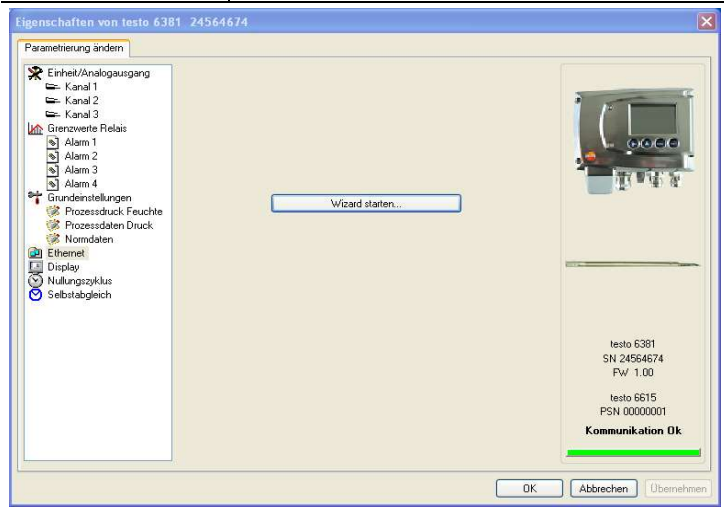 Eigenschaften von testo 6381 24564674
Parametrierung ändern
Einheit/Analogausgang
Kanal 1
Kanal 2
Kanal 3
Grenzwerte Relais
Alarm 1
Alarm 2
Alarm 3
Alarm 4
Grundeinstellungen
Prozessdruck Feuchte
Prozessdaten Druck
Normdaten
Ethernet
Display
Nullungszyklus
Selbstabgleich
Wizard starten...
testo 6381
SN 24564674
FW 1.00
testo 6615
PSN 00000001
Kommunikation Ok
OK
Abbrechen
Übernehmen